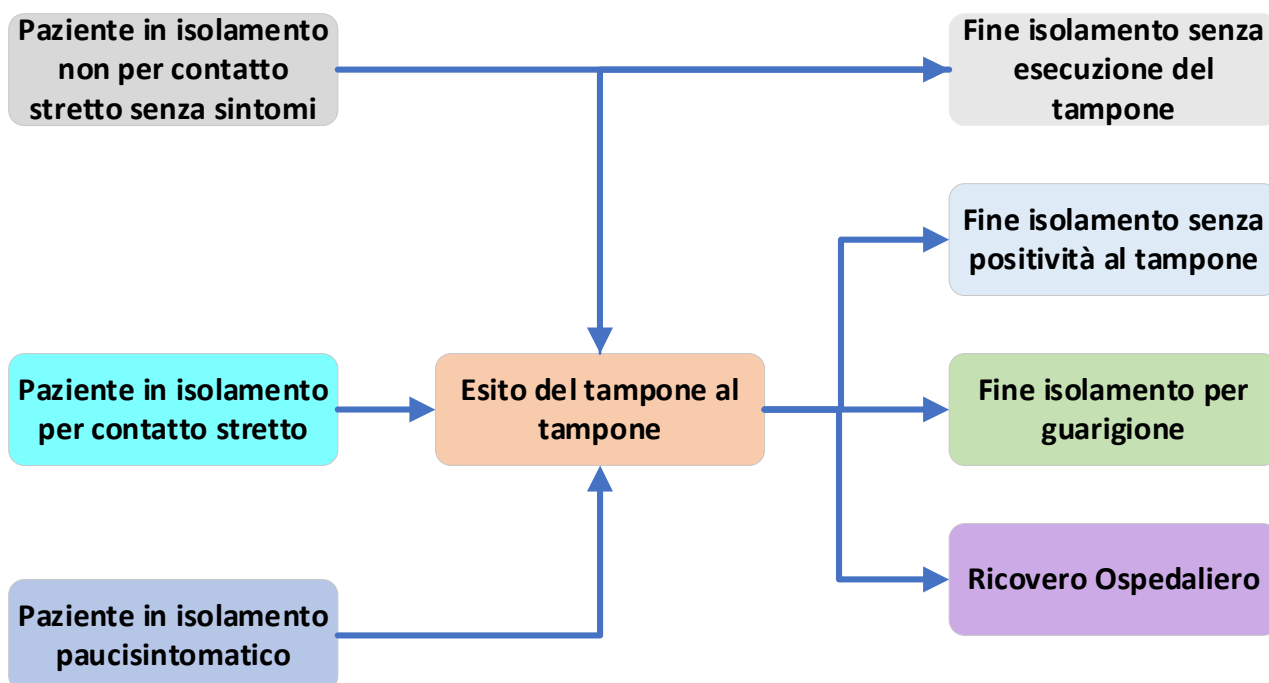 Paziente in isolamento
non per contatto
stretto senza sintomi
Fine isolamento senza
esecuzione del
tampone
Fine isolamento senza
positività al tampone
Paziente in isolamento
per contatto stretto
Esito del tampone al
tampone
Fine isolamento per
guarigione
Ricovero Ospedaliero
Paziente in isolamento
paucisintomatico